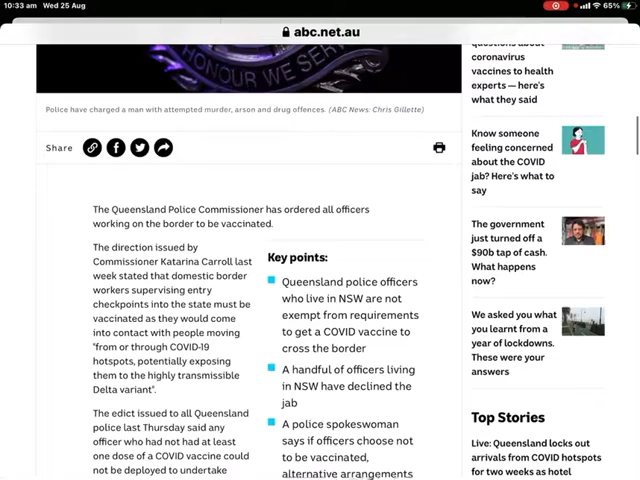 10:33 am Wed 25 Aug
65%
abc.net.au
HONOUR WE SERVE
Police have charged a man with attempted murder, arson and drug offences. (ABC News: Chris Gillette)
Share
The Queensland Police Commissioner has ordered all officers
working on the border to be vaccinated.
The direction issued by
Commissioner Katarina Carroll last
week stated that domestic border
workers supervising entry
checkpoints into the state must be
vaccinated as they would come
into contact with people moving
"from or through COVID-19
hotspots, potentially exposing
them to the highly transmissible
Delta variant".
The edict issued to all Queensland
police last Thursday said any
officer who had not had at least
one dose of a COVID vaccine could
not be deployed to undertake
Key points:
Queensland police officers
who live in NSW are not
exempt from requirements
to get a COVID vaccine to
cross the border
A handful of officers living
in NSW have declined the
jab
A police spokeswoman
says if officers choose not
to be vaccinated,
alternative arrangements
questions about
coronavirus
vaccines to health
experts — here's
what they said
Know someone
feeling concerned
about the COVID
jab? Here's what to
say
The government
just turned off a
$90b tap of cash.
What happens
now?
We asked you what
you learnt from a
year of lockdowns.
These were your
answers
Top Stories
Live: Queensland locks out
arrivals from COVID hotspots
for two weeks as hotel